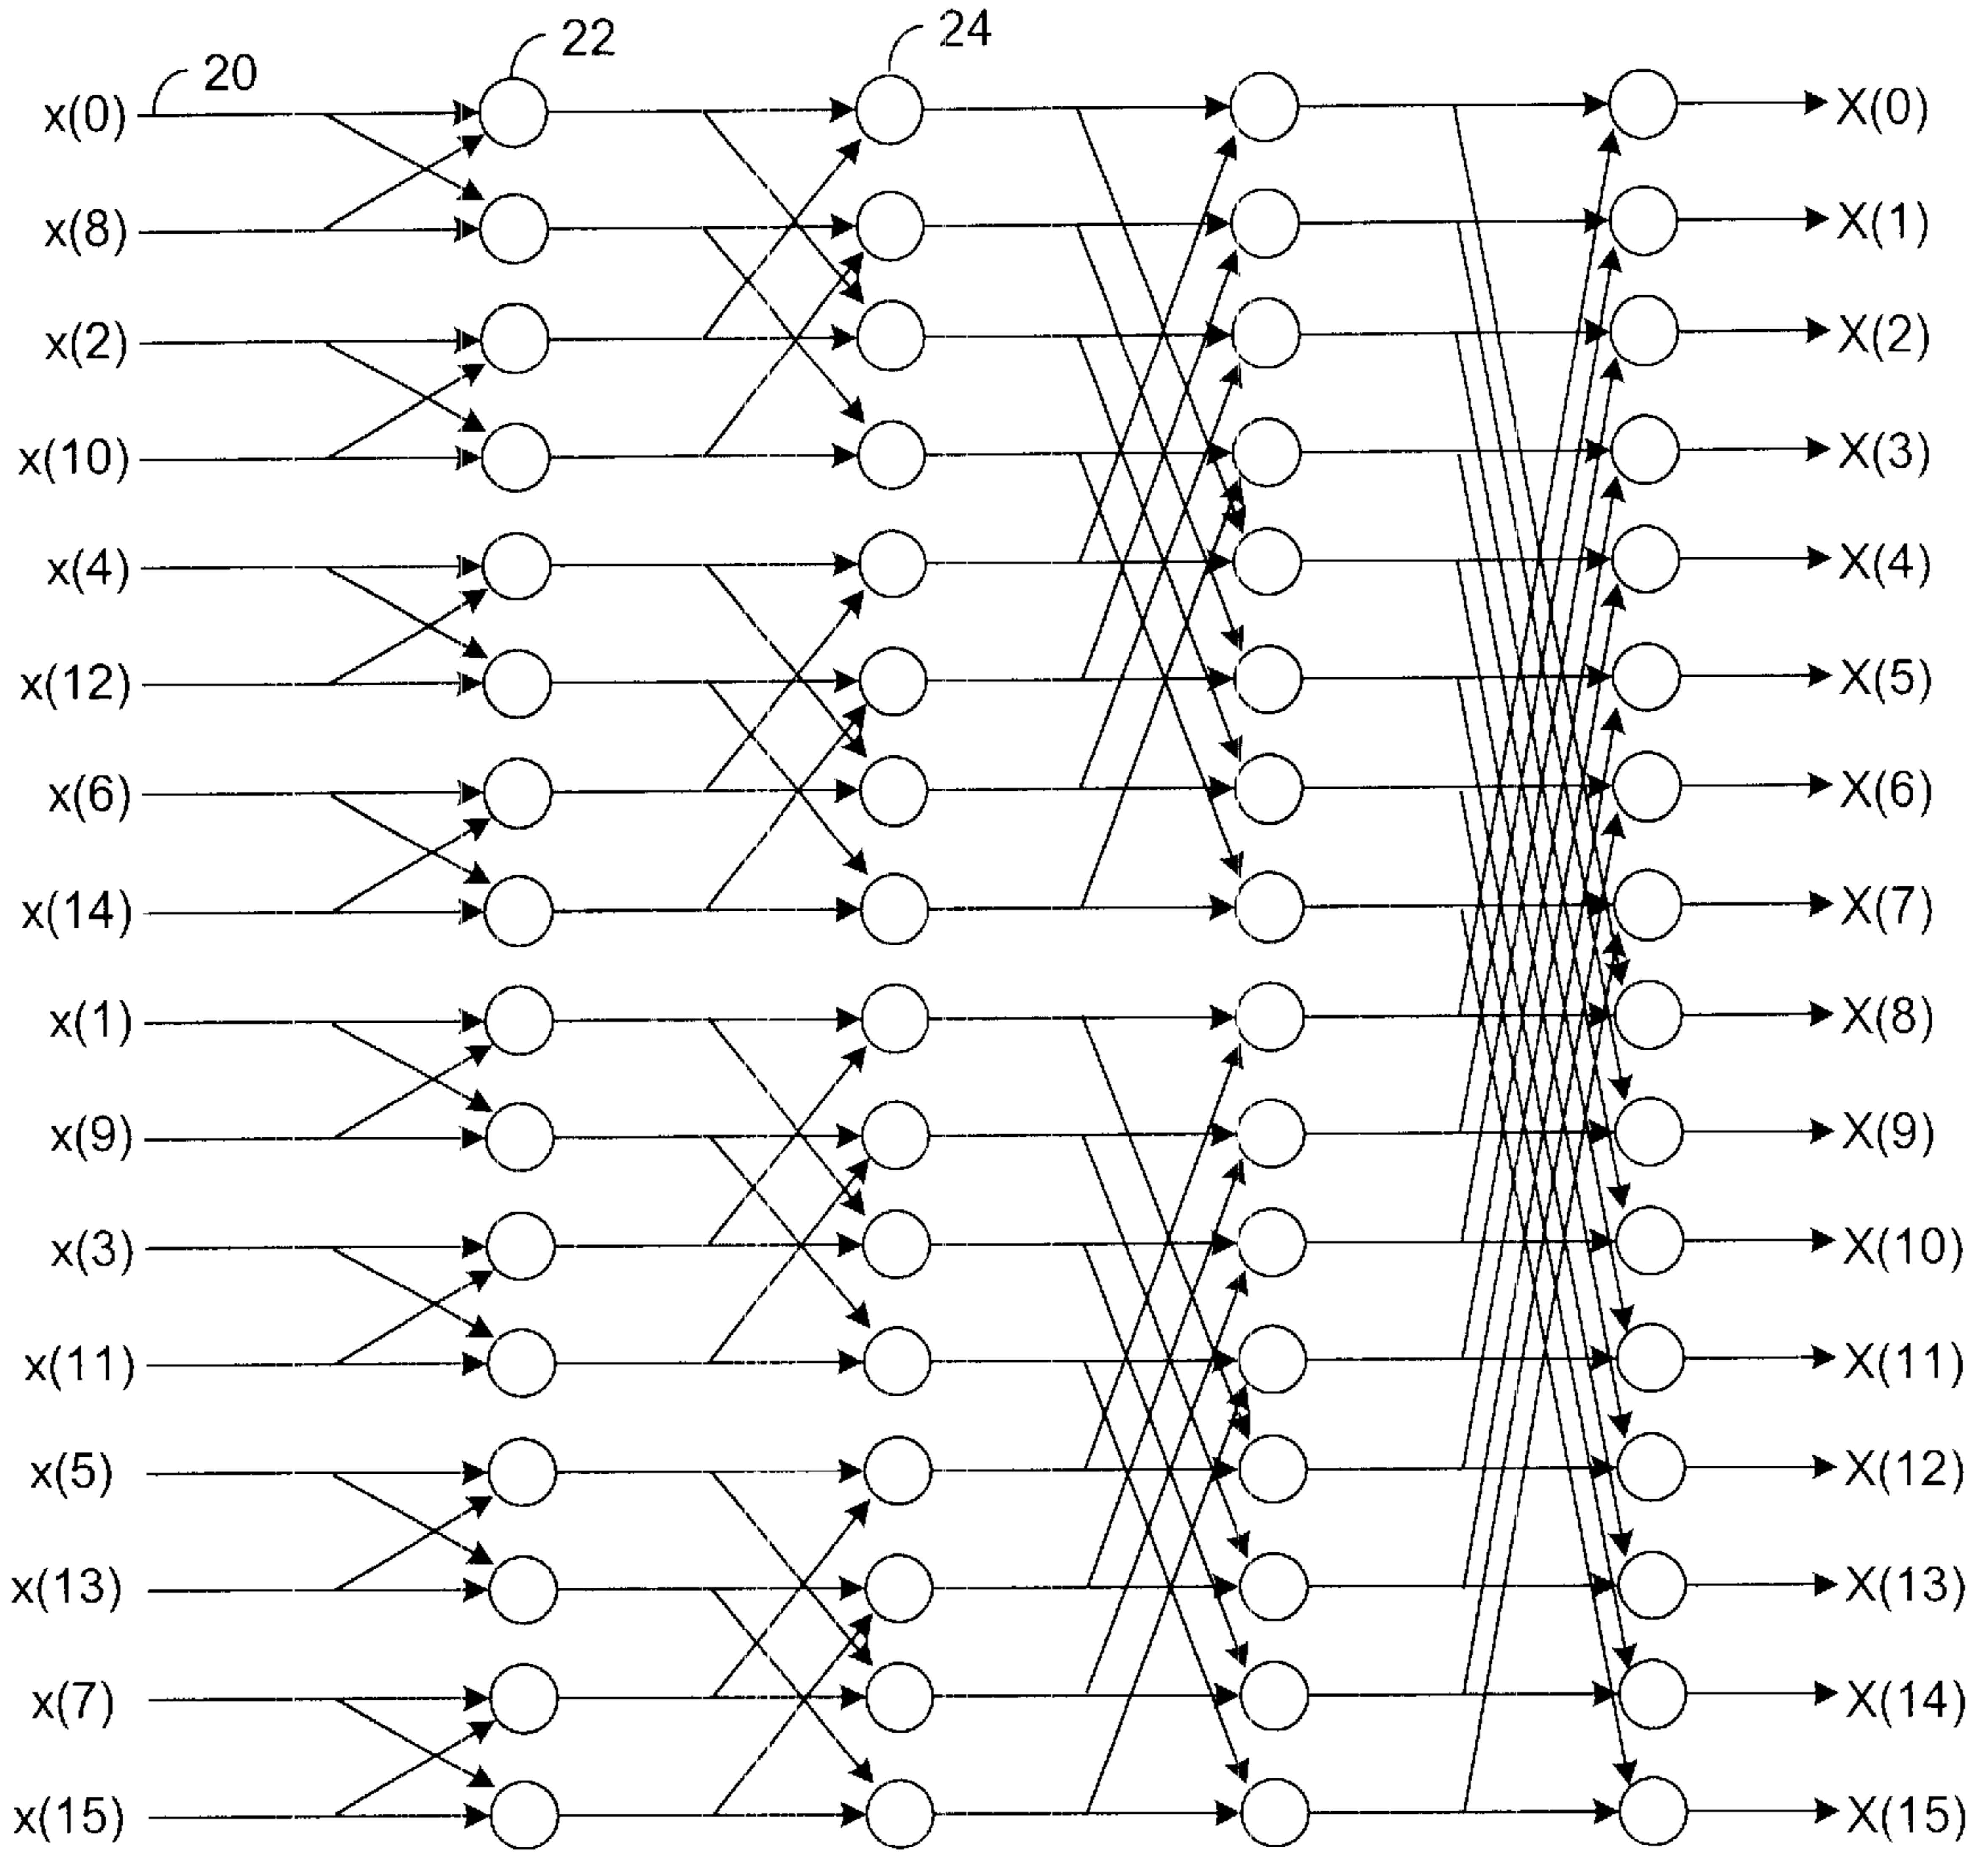 20 22 24
x(0) X(0)
x(8) X(1)
x(2) X(2)
x(10) X(3)
x(4) X(4)
x(12) X(5)
x(6) X(6)
x(14) X(7)
x(1) X(8)
x(9) X(9)
x(3) X(10)
x(11) X(11)
x(5) X(12)
x(13) X(13)
x(7) X(14)
x(15) X(15)